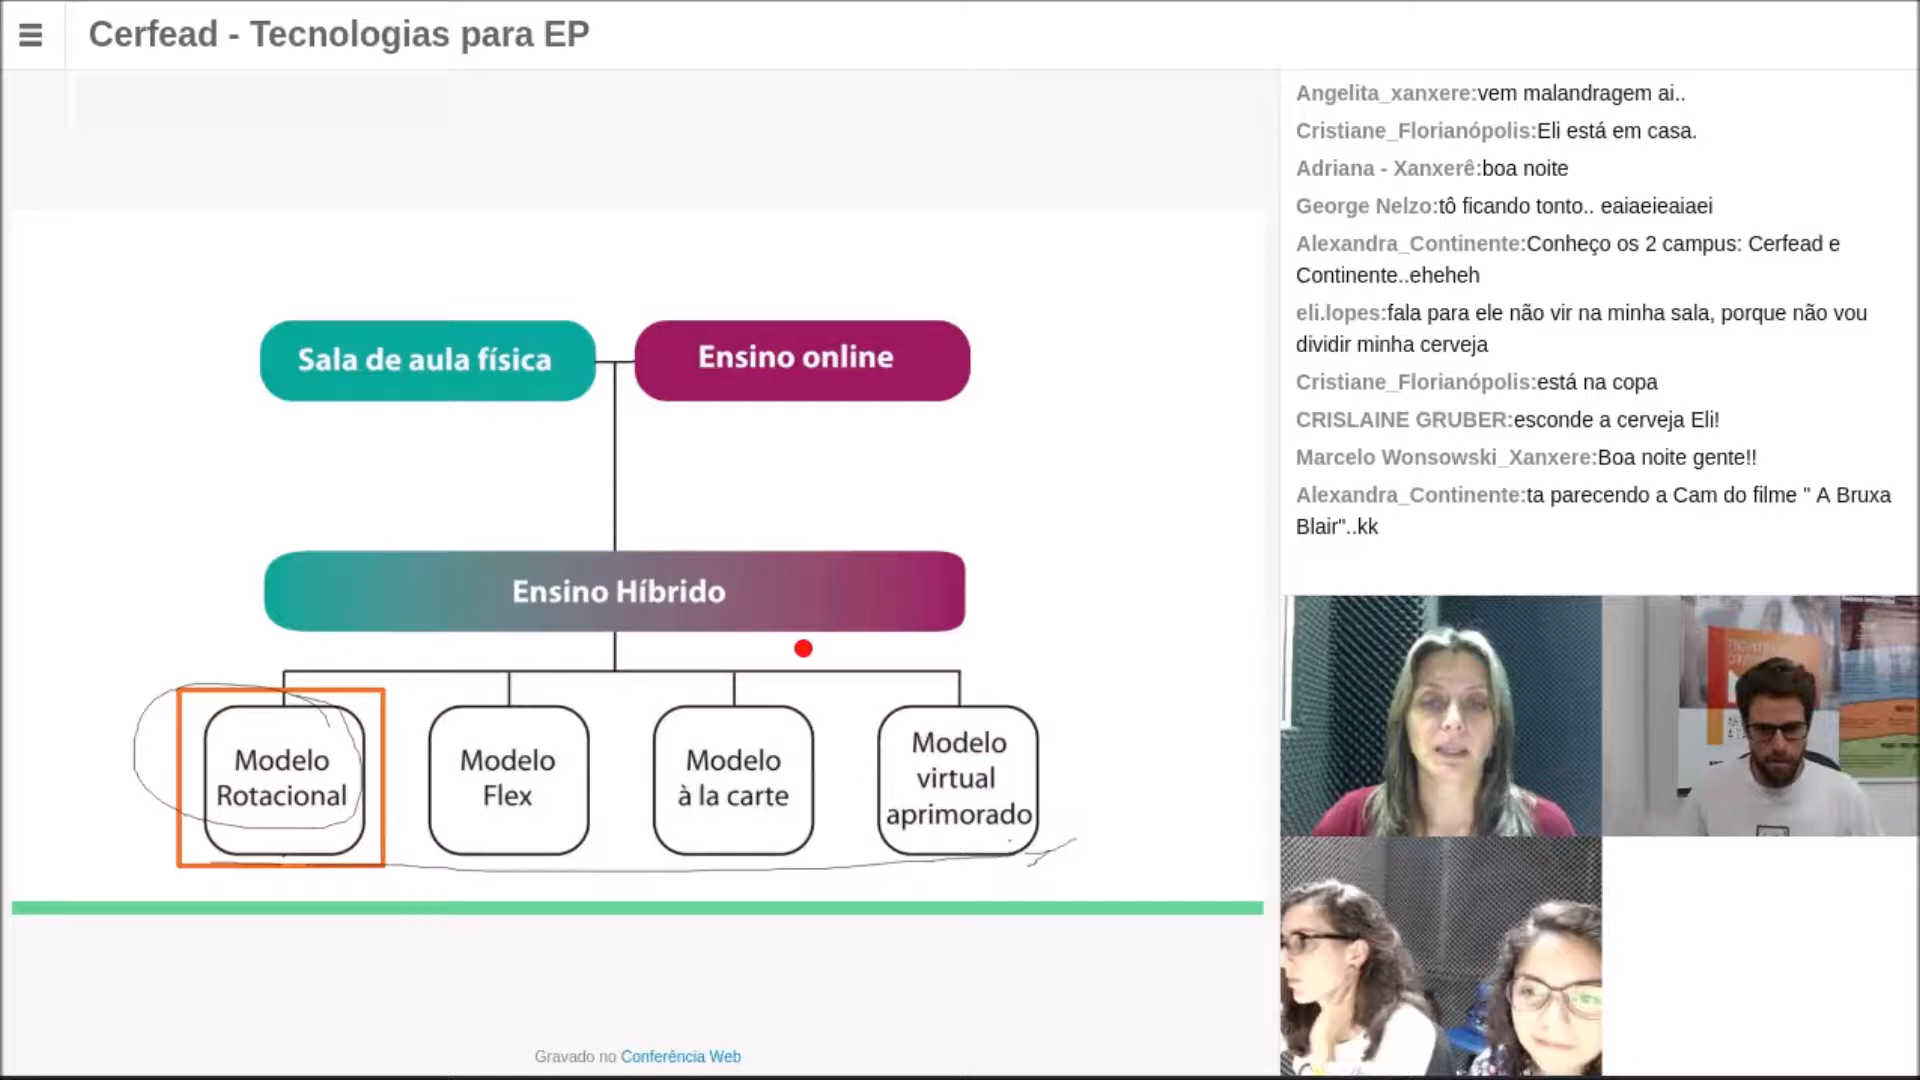 Cerfead - Tecnologias para EP
Sala de aula física
Ensino online
Ensino Híbrido
Modelo
Rotacional
Modelo
Flex
Modelo
à la carte
Modelo
virtual
aprimorado
Gravado no Conferência Web
Angelita_xanxere:vem malandragem ai..
Cristiane_Florianópolis:Eli está em casa.
Adriana - Xanxerê:boa noite
George Nelzo:tô ficando tonto.. eaiaeieaiaei
Alexandra_Continente:Conheço os 2 campus: Cerfead e
Continente..eheheh
eli.lopes:fala para ele não vir na minha sala, porque não vou
dividir minha cerveja
Cristiane_Florianópolis:está na copa
CRISLAINE GRUBER:esconde a cerveja Eli!
Marcelo Wonsowski_Xanxere:Boa noite gente!!
Alexandra_Continente:ta parecendo a Cam do filme " A Bruxa
Blair"..kk